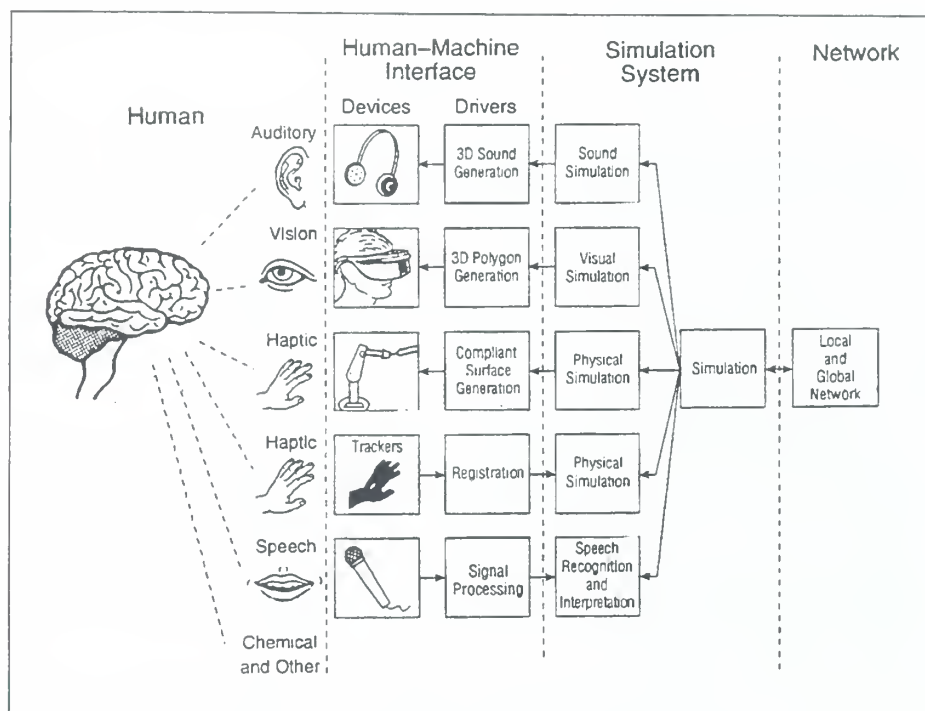 Human–Machine
Interface
Simulation
System
Network
Human
Devices
Drivers
Auditory
3D Sound
Generation
Sound
Simulation
Vision
3D Polygon
Generation
Visual
Simulation
Haptic
Compliant
Surface
Generation
Physical
Simulation
Simulation
Local
and
Global
Network
Haptic
Trackers
Registration
Physical
Simulation
Speech
Signal
Processing
Speech
Recognition
and
Interpretation
Chemical
and Other